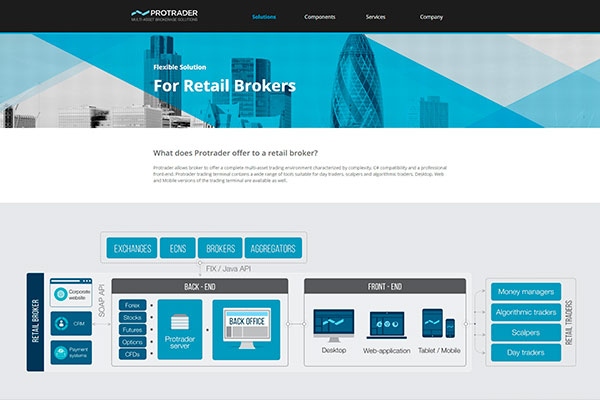 PROTRADER
MULTI-ASSET BROKERAGE SOLUTIONS
Solutions Components Services Company
Flexible Solution
For Retail Brokers
What does Protrader offer to a retail broker?
Protrader allows broker to offer a complete multi-asset trading environment characterized by complexity, C# compatibility and a professional
front-end. Protrader trading terminal contains a wide range of tools suitable for day traders, scalpers and algorithmic traders. Desktop, Web
and Mobile versions of the trading terminal are available as well.
EXCHANGES ECNS BROKERS AGGREGATORS
FIX / Java API
RETAIL BROKER
Corporate
website
CRM
Payment
systems
SOAP API
BACK - END
Forex
Stocks
Futures
Options
CFDs
Protrader
server
BACK OFFICE
FRONT - END
Desktop
Web-application
Tablet / Mobile
Money managers
Algorithmic traders
Scalpers
Day traders
RETAIL TRADERS